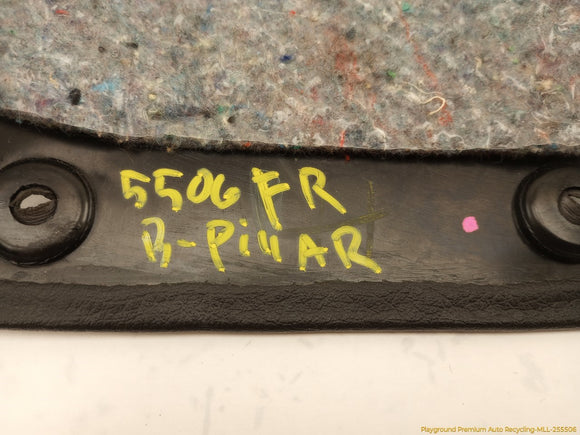 5506 FR
B-PillAR
Playground Premium Auto Recycling-MLL-255506